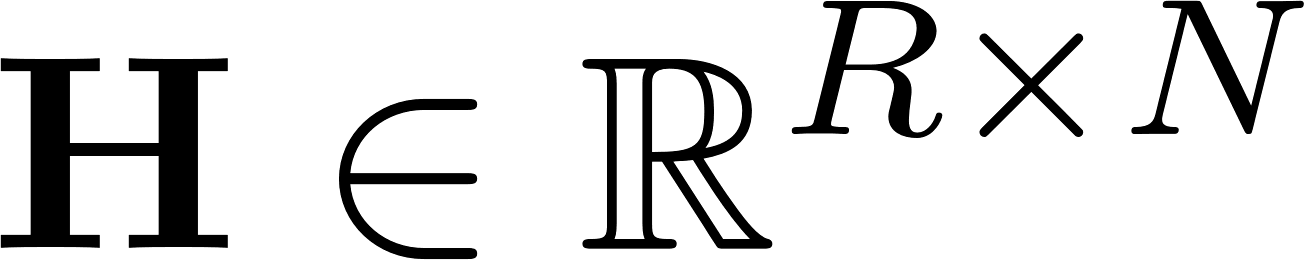 𝐇 ∈ ℝ^{R×N}